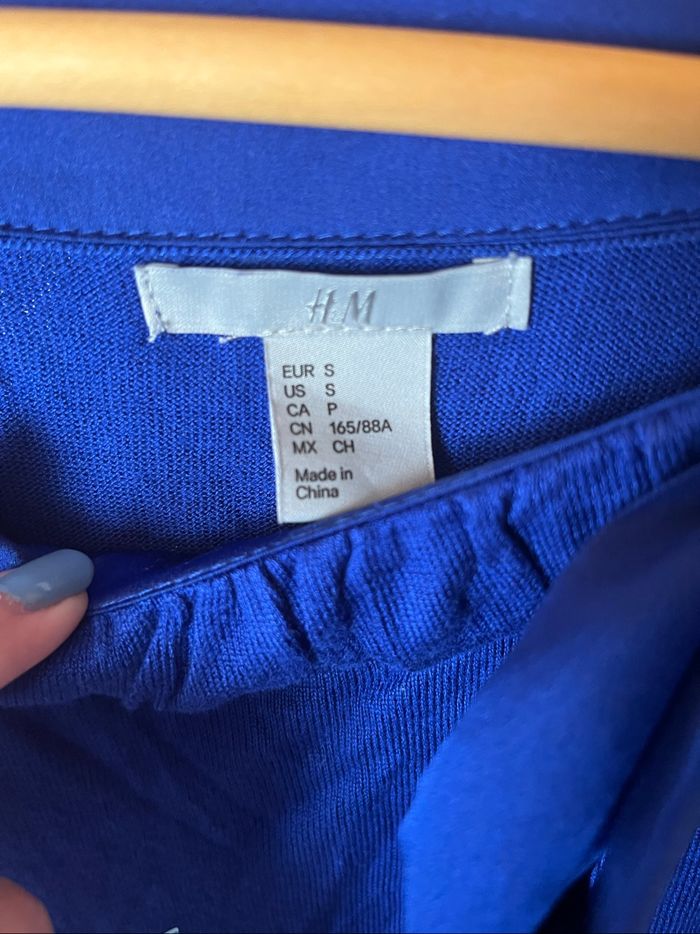 H&M
EUR S
US S
CA P
CN 165/88A
MX CH
Made in
China